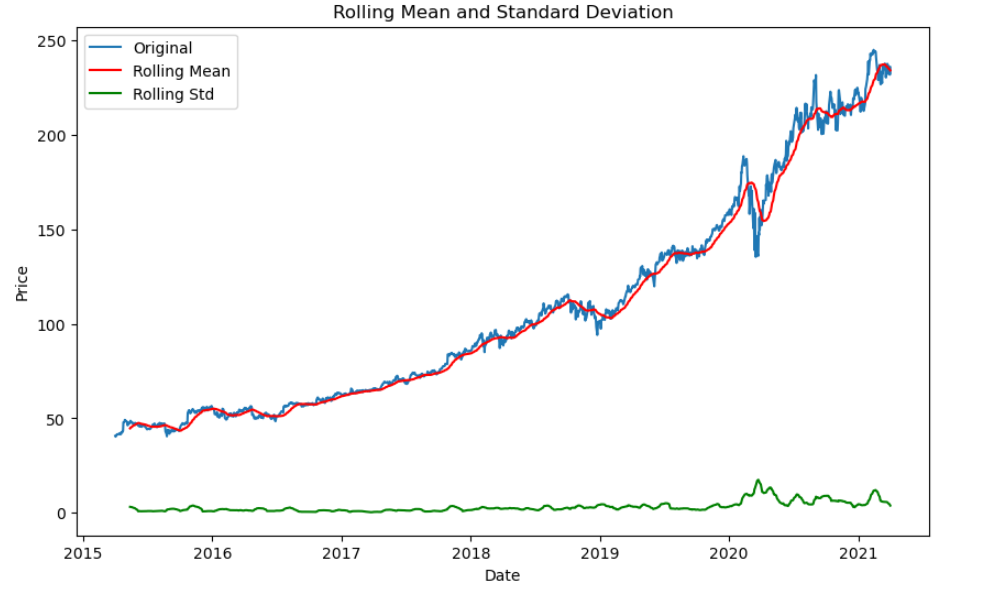 Rolling Mean and Standard Deviation
Original
Rolling Mean
Rolling Std
250
200
150
100
50
0
Price
2015 2016 2017 2018 2019 2020 2021
Date